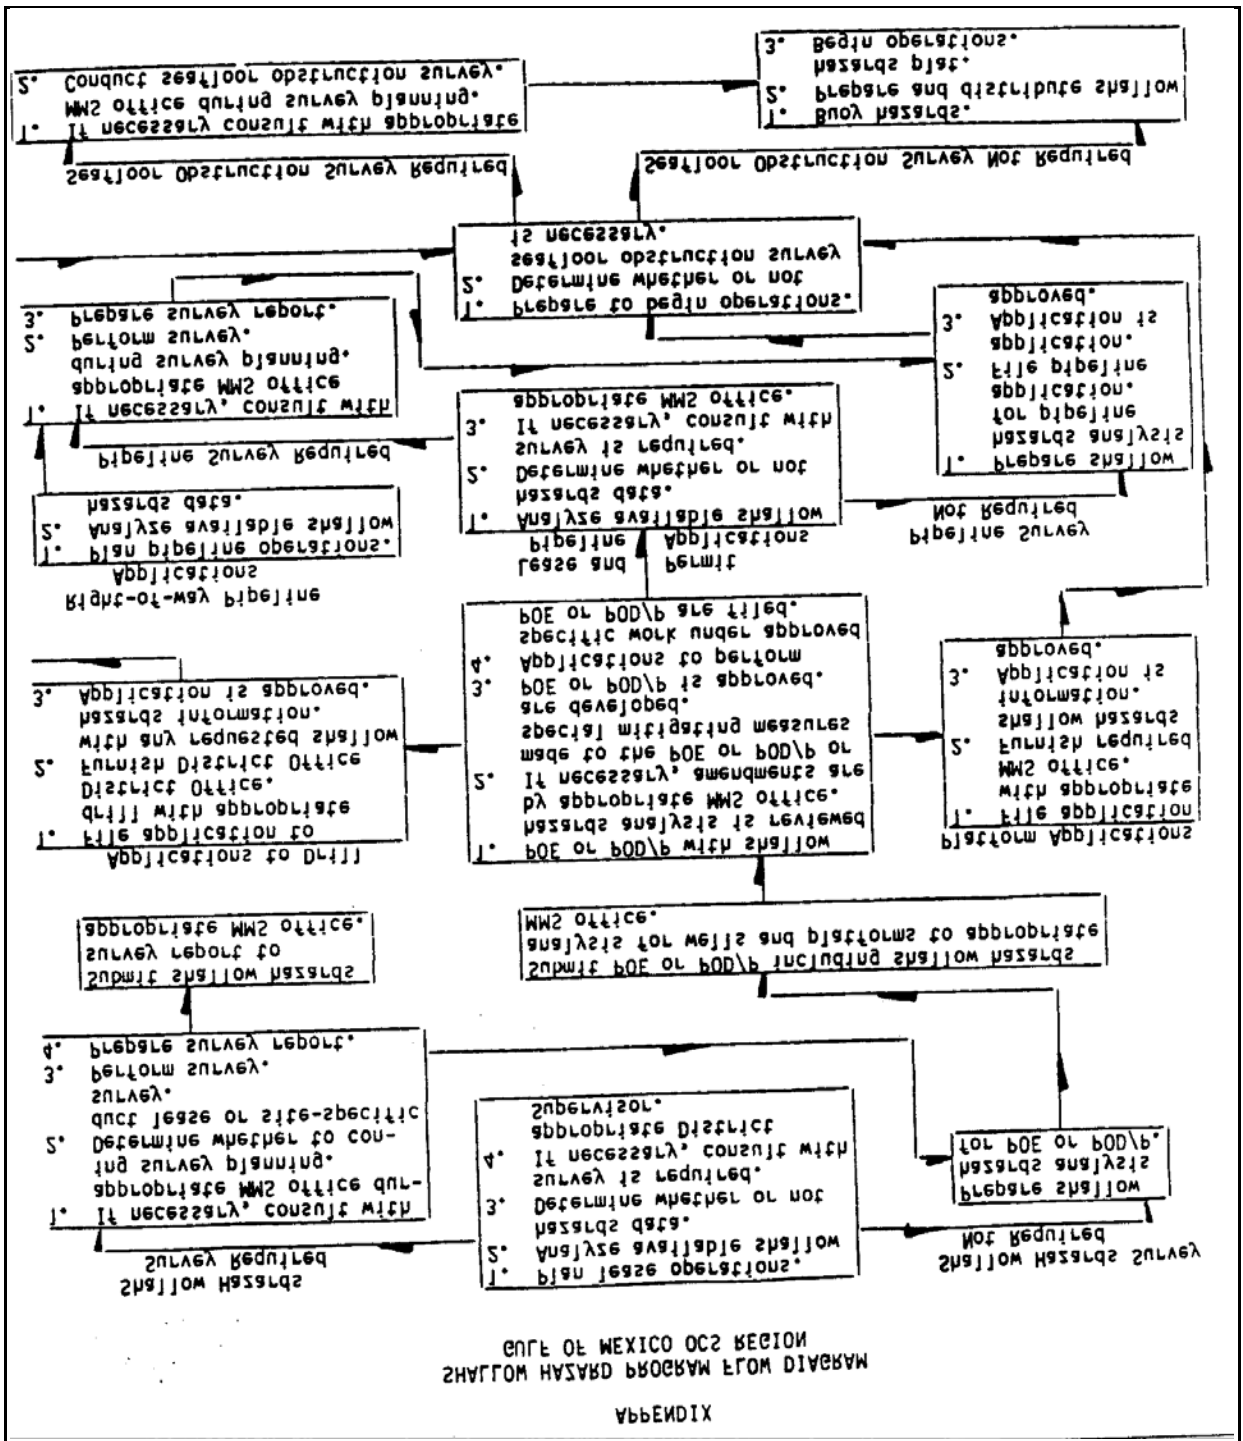 APPENDIX
SHALLOW HAZARD PROGRAM FLOW DIAGRAM
GULF OF MEXICO OCS REGION
1. Plan lease operations.
2. Analyze available shallow
hazards data.
3. Determine whether or not
survey is required.
4. If necessary, consult with
appropriate District
Supervisor.
Shallow Hazards
Survey Required
Shallow Hazards Survey
Not Required
1. If necessary, consult with
appropriate MMS office dur-
ing survey planning.
2. Determine whether to con-
duct lease or site-specific
survey.
3. Perform survey.
4. Prepare survey report.
Prepare shallow
hazards analysis
for POE or POD/P.
Submit shallow hazards
survey report to
appropriate MMS office.
Submit POE or POD/P including shallow hazards
analysis for wells and platforms to appropriate
MMS office.
Applications to Drill
1. File application to
drill with appropriate
District Office.
2. Furnish District Office
with any requested shallow
hazards information.
3. Application is approved.
1. POE or POD/P with shallow
hazards analysis is reviewed
by appropriate MMS office.
2. If necessary, amendments are
made to the POE or POD/P or
special mitigating measures
are developed.
3. POE or POD/P is approved.
4. Applications to perform
specific work under approved
POE or POD/P are filed.
Platform Applications
1. File application
with appropriate
MMS office.
2. Furnish required
shallow hazards
information.
3. Application is
approved.
Right-of-way Pipeline
Applications
1. Plan pipeline operations.
2. Analyze available shallow
hazards data.
Lease and Permit
Pipeline Applications
1. Analyze available shallow
hazards data.
2. Determine whether or not
survey is required.
3. If necessary, consult with
appropriate MMS office.
Pipeline Survey
Not Required
Pipeline Survey Required
1. If necessary, consult with
appropriate MMS office
during survey planning.
2. Perform survey.
3. Prepare survey report.
1. Prepare shallow
hazards analysis
for pipeline
application.
2. File pipeline
application.
3. Application is
approved.
1. Prepare to begin operations.
2. Determine whether or not
seafloor obstruction survey
is necessary.
Seafloor Obstruction Survey Required
Seafloor Obstruction Survey Not Required
1. If necessary consult with appropriate
MMS office during survey planning.
2. Conduct seafloor obstruction survey.
1. Buoy hazards.
2. Prepare and distribute shallow
hazards plat.
3. Begin operations.